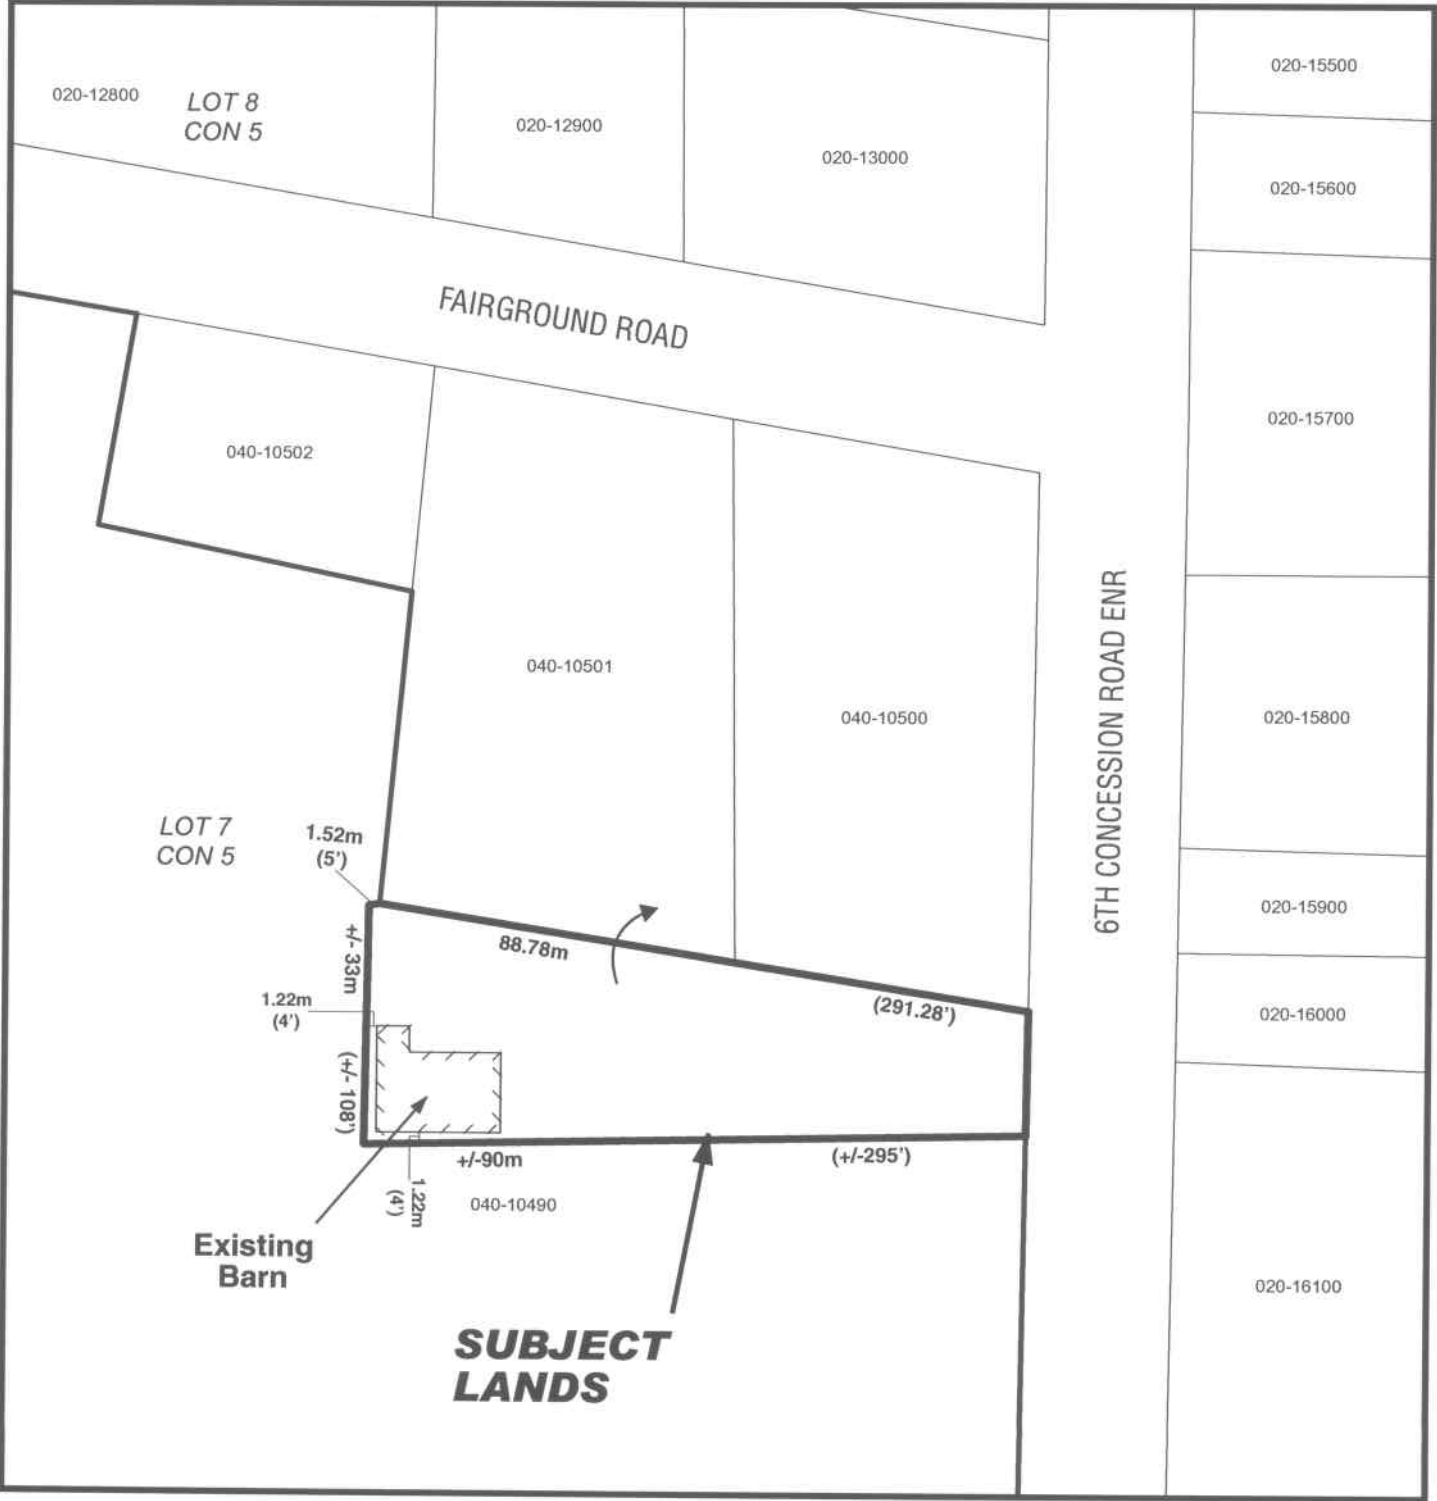 020-12800
LOT 8
CON 5
020-12900
020-13000
020-15500
020-15600
FAIRGROUND ROAD
020-15700
040-10502
040-10501
040-10500
6TH CONCESSION ROAD ENR
020-15800
LOT 7
CON 5
1.52m
(5')
020-15900
+/- 33m
88.78m
(291.28')
1.22m
(4')
020-16000
(+/- 108')
+/-90m
(+/-295')
1.22m
(4')
040-10490
Existing
Barn
020-16100
SUBJECT
LANDS